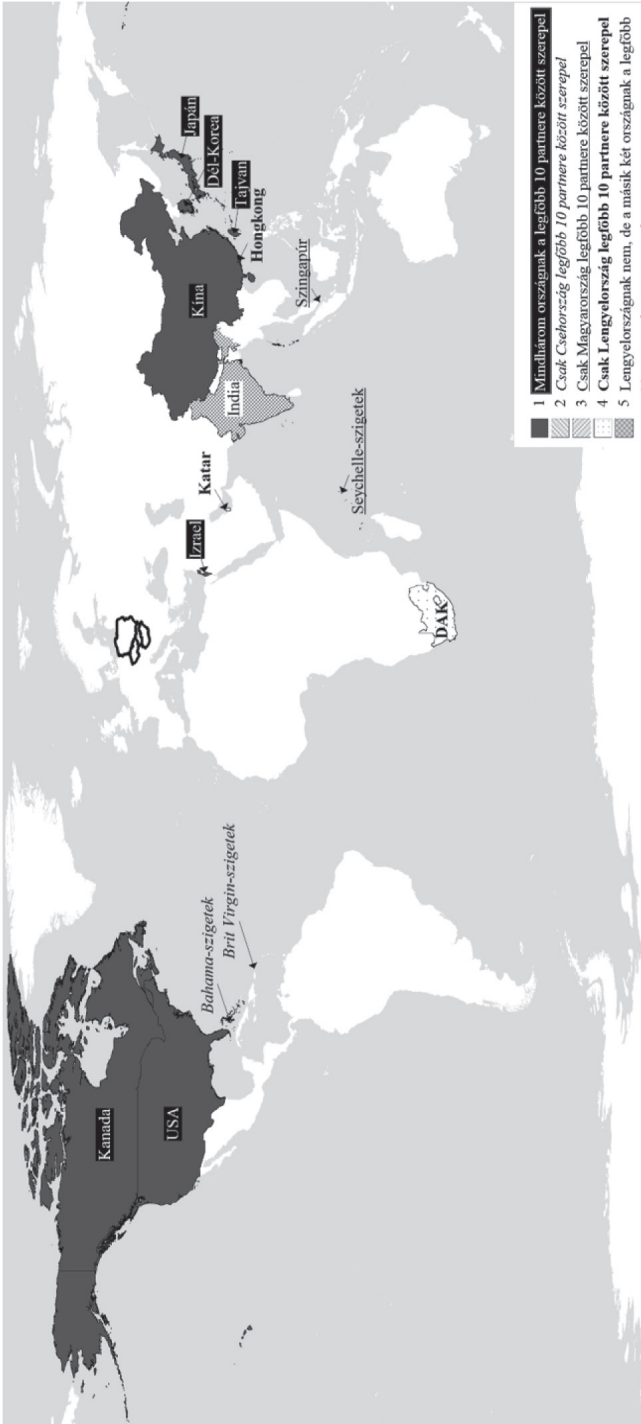 Kanada
USA
Bahama-szigetek
Brit Virgin-szigetek
Izrael
Katar
DAK
Seychelle-szigetek
India
Kína
Szingapúr
Hongkong
Tajvan
Dél-Korea
Japán
1 Mindhárom országnak a legfőbb 10 partnere között szerepel
2 Csak Csehország legfőbb 10 partnere között szerepel
3 Csak Magyarország legfőbb 10 partnere között szerepel
4 Csak Lengyelország legfőbb 10 partnere között szerepel
5 Lengyelországnak nem, de a másik két országnak a legfőbb